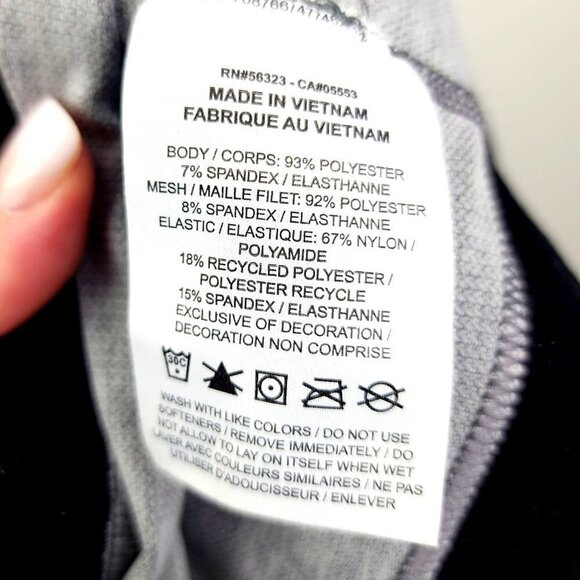 RN#56323 - CA#05553
MADE IN VIETNAM
FABRIQUE AU VIETNAM
BODY / CORPS: 93% POLYESTER
7% SPANDEX / ELASTHANNE
MESH / MAILLE FILET: 92% POLYESTER
8% SPANDEX / ELASTHANNE
ELASTIC / ELASTIQUE: 67% NYLON /
POLYAMIDE
18% RECYCLED POLYESTER /
POLYESTER RECYCLE
15% SPANDEX / ELASTHANNE
EXCLUSIVE OF DECORATION /
DECORATION NON COMPRISE
30C
WASH WITH LIKE COLORS / DO NOT USE
SOFTENERS / REMOVE IMMEDIATELY / DO
NOT ALLOW TO LAY ON ITSELF WHEN WET
LAVER AVEC COULEURS SIMILAIRES / NE PAS
UTILISER D'ADOUCISSEUR / ENLEVER